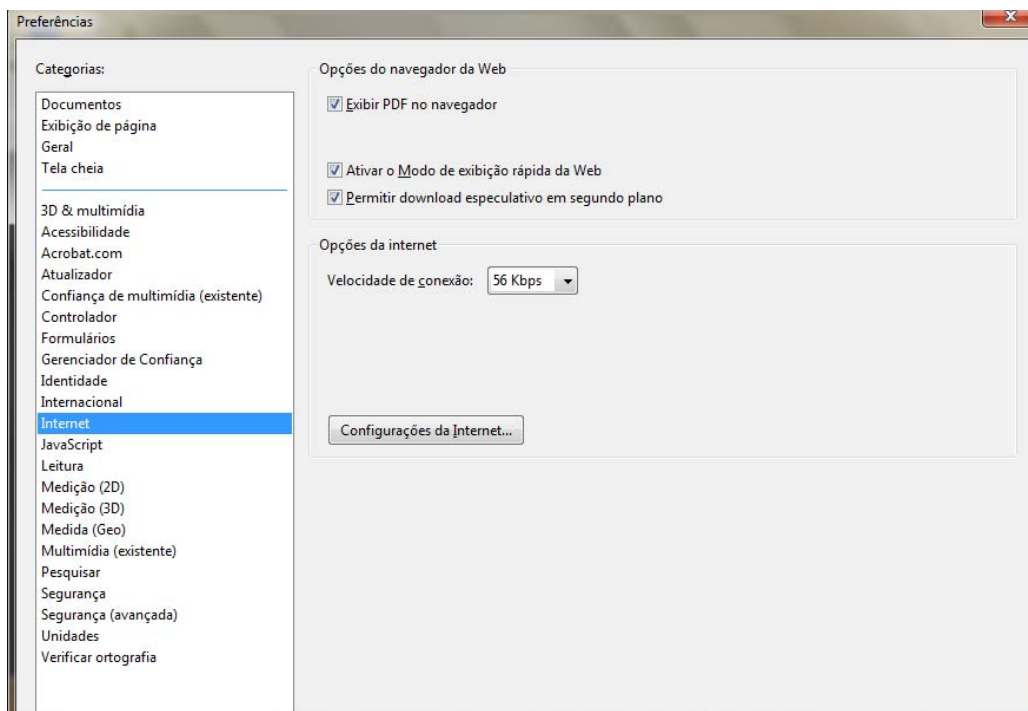 Preferências
Categorias:
Documentos
Exibição de página
Geral
Tela cheia
3D & multimídia
Acessibilidade
Acrobat.com
Atualizador
Confiança de multimídia (existente)
Controlador
Formulários
Gerenciador de Confiança
Identidade
Internacional
Internet
JavaScript
Leitura
Medição (2D)
Medição (3D)
Medida (Geo)
Multimídia (existente)
Pesquisar
Segurança
Segurança (avançada)
Unidades
Verificar ortografia
Opções do navegador da Web
Exibir PDF no navegador
Ativar o Modo de exibição rápida da Web
Permitir download especulativo em segundo plano
Opções da internet
Velocidade de conexão: 56 Kbps
Configurações da Internet...